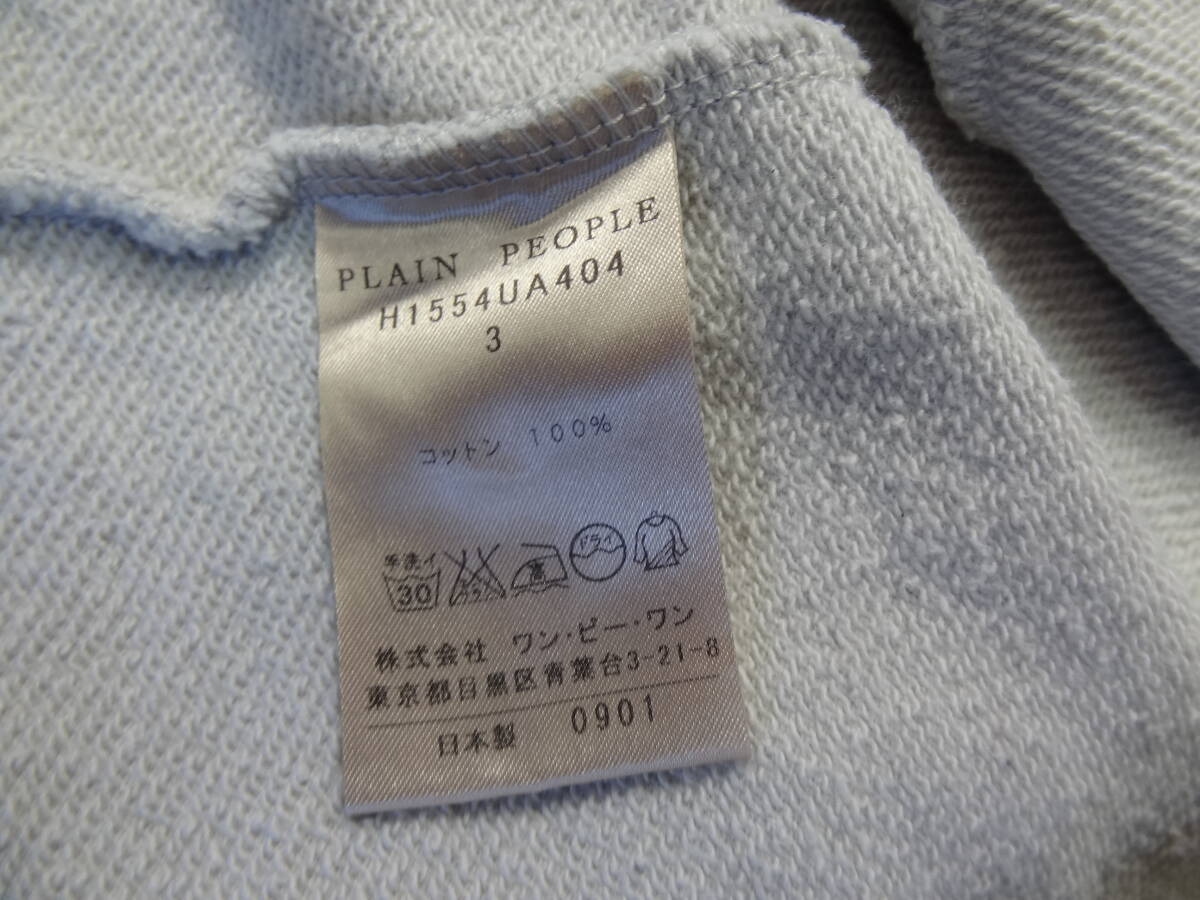 PLAIN PEOPLE
H1554UA404
3
コットン 100%
手洗イ
30 高 ドライ
株式会社 ワン・ビー・ワン
東京都目黒区青葉台3-21-8
日本製 0901